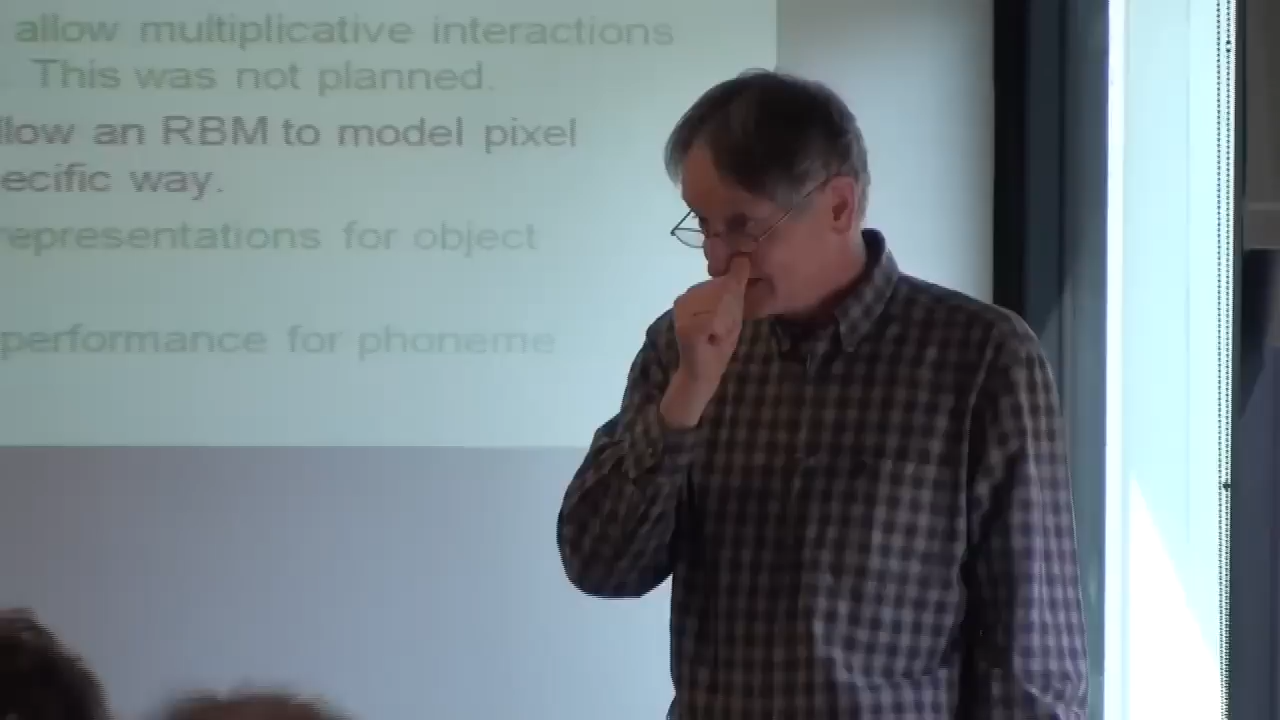 allow multiplicative interactions
This was not planned.
llow an RBM to model pixel
ecific way.
representations for object
performance for phoneme